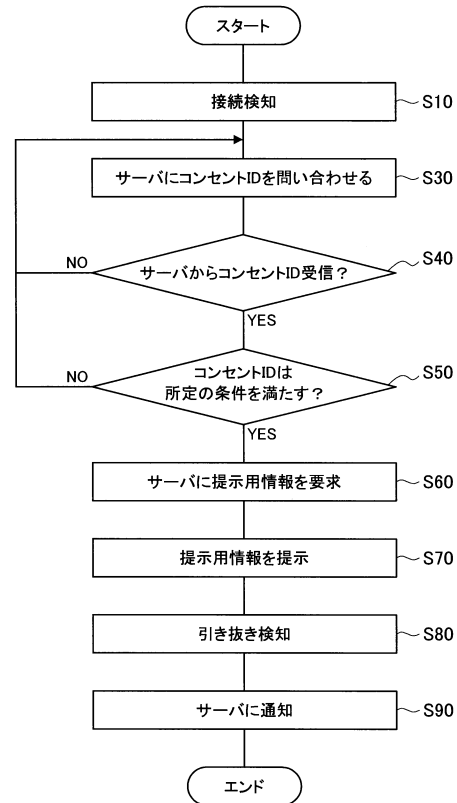 スタート
接続検知
S10
サーバにコンセントIDを問い合わせる
S30
サーバからコンセントID受信？
S40
NO
YES
コンセントIDは
所定の条件を満たす？
S50
NO
YES
サーバに提示用情報を要求
S60
提示用情報を提示
S70
引き抜き検知
S80
サーバに通知
S90
エンド